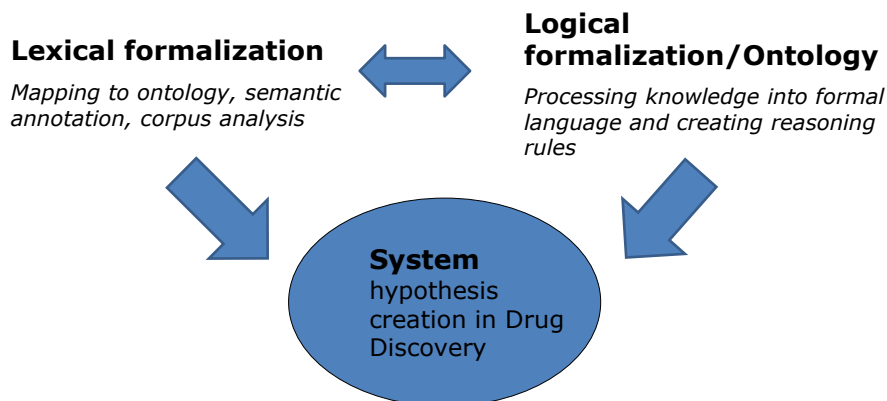 Lexical formalization
Mapping to ontology, semantic
annotation, corpus analysis
Logical
formalization/Ontology
Processing knowledge into formal
language and creating reasoning
rules
System
hypothesis
creation in Drug
Discovery